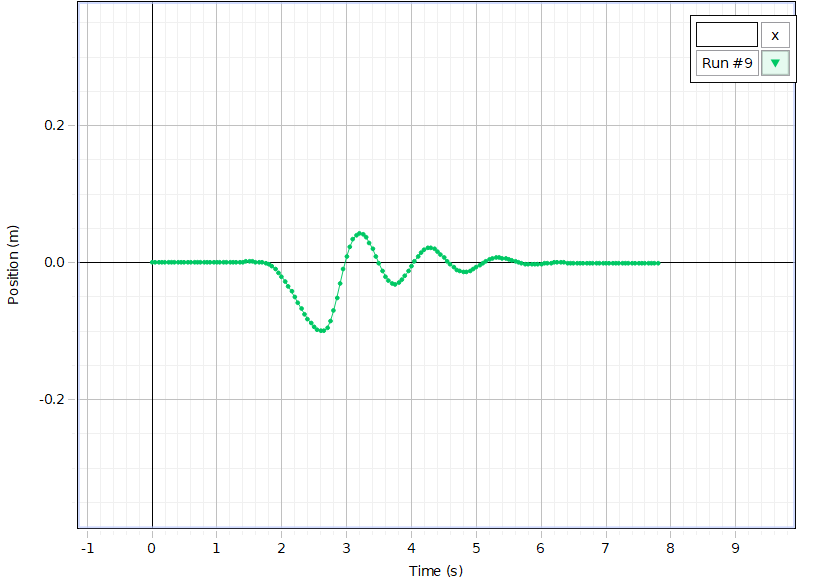 x
Run #9
0.2
0.0
-0.2
Position (m)
-1 0 1 2 3 4 5 6 7 8 9
Time (s)